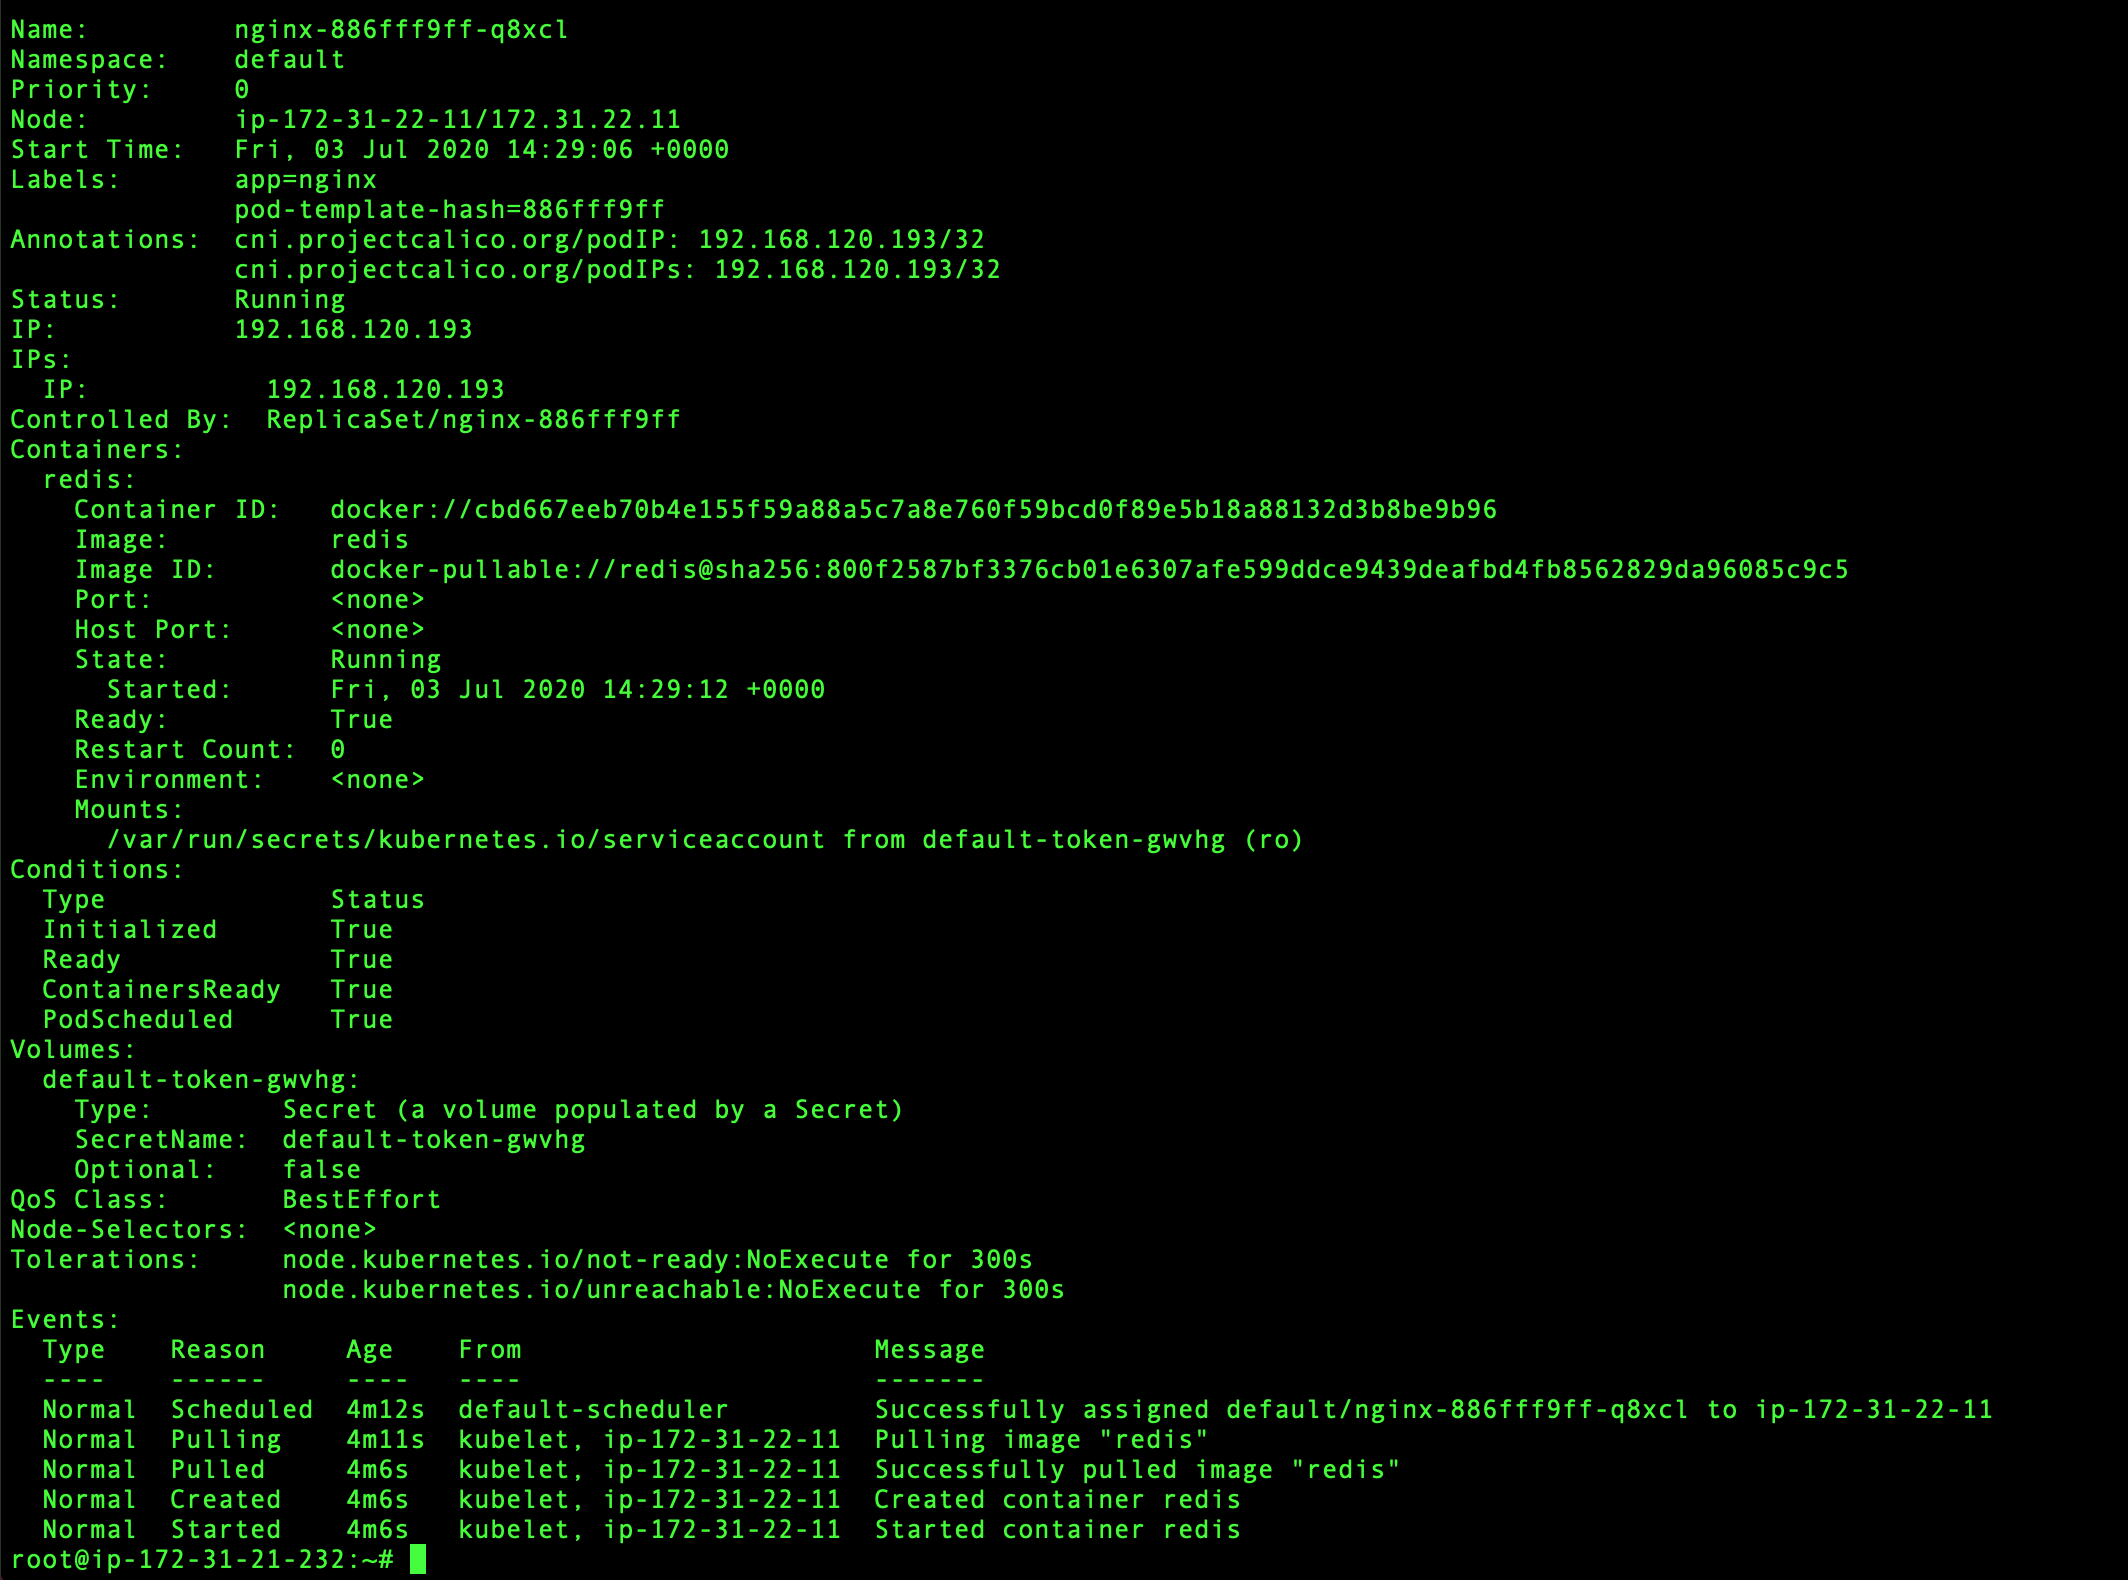 Name:         nginx-886fff9ff-q8xcl
Namespace:    default
Priority:     0
Node:         ip-172-31-22-11/172.31.22.11
Start Time:   Fri, 03 Jul 2020 14:29:06 +0000
Labels:       app=nginx
              pod-template-hash=886fff9ff
Annotations:  cni.projectcalico.org/podIP: 192.168.120.193/32
              cni.projectcalico.org/podIPs: 192.168.120.193/32
Status:       Running
IP:           192.168.120.193
IPs:
  IP:           192.168.120.193
Controlled By:  ReplicaSet/nginx-886fff9ff
Containers:
  redis:
    Container ID:   docker://cbd667eeb70b4e155f59a88a5c7a8e760f59bcd0f89e5b18a88132d3b8be9b96
    Image:          redis
    Image ID:       docker-pullable://redis@sha256:800f2587bf3376cb01e6307afe599ddce9439deafbd4fb8562829da96085c9c5
    Port:           <none>
    Host Port:      <none>
    State:          Running
      Started:      Fri, 03 Jul 2020 14:29:12 +0000
    Ready:          True
    Restart Count:  0
    Environment:    <none>
    Mounts:
      /var/run/secrets/kubernetes.io/serviceaccount from default-token-gwvhg (ro)
Conditions:
  Type              Status
  Initialized       True
  Ready             True
  ContainersReady   True
  PodScheduled      True
Volumes:
  default-token-gwvhg:
    Type:        Secret (a volume populated by a Secret)
    SecretName:  default-token-gwvhg
    Optional:    false
QoS Class:       BestEffort
Node-Selectors:  <none>
Tolerations:     node.kubernetes.io/not-ready:NoExecute for 300s
                 node.kubernetes.io/unreachable:NoExecute for 300s
Events:
  Type    Reason     Age    From                      Message
  ----    ------     ----   ----                      -------
  Normal  Scheduled  4m12s  default-scheduler         Successfully assigned default/nginx-886fff9ff-q8xcl to ip-172-31-22-11
  Normal  Pulling    4m11s  kubelet, ip-172-31-22-11  Pulling image "redis"
  Normal  Pulled     4m6s   kubelet, ip-172-31-22-11  Successfully pulled image "redis"
  Normal  Created    4m6s   kubelet, ip-172-31-22-11  Created container redis
  Normal  Started    4m6s   kubelet, ip-172-31-22-11  Started container redis
root@ip-172-31-21-232:~#